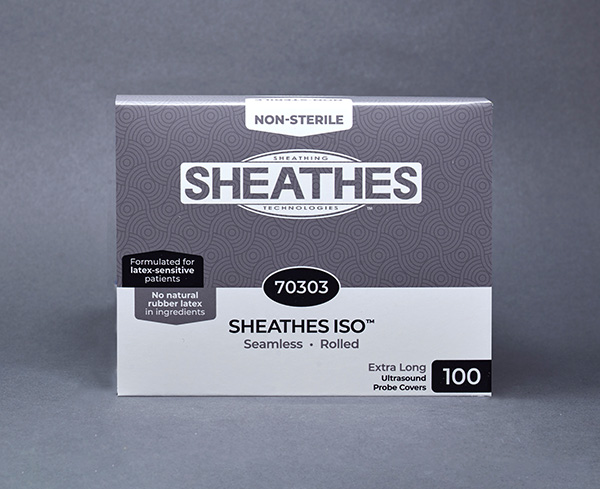 NON-STERILE
SHEATHING
SHEATHES
TECHNOLOGIES ™
Formulated for
latex-sensitive
patients
No natural
rubber latex
in ingredients
70303
SHEATHES ISO™
Seamless • Rolled
Extra Long
Ultrasound
Probe Covers
100